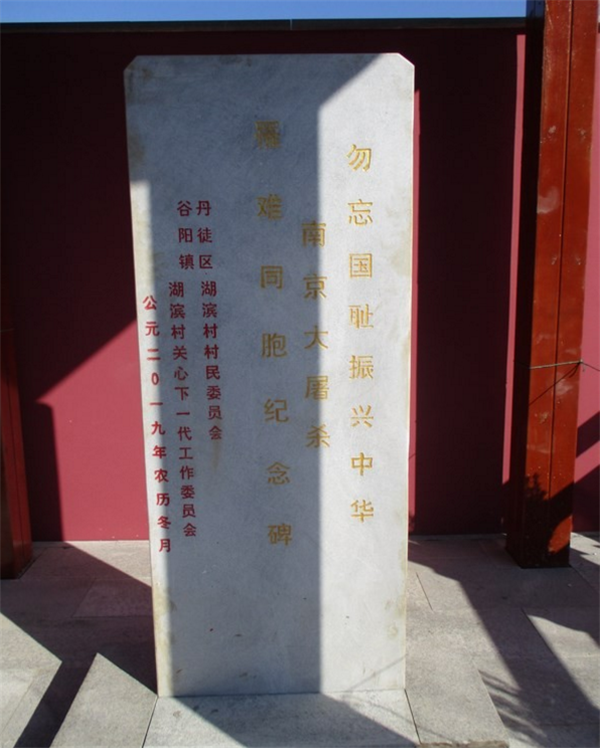 勿忘国耻振兴中华
南京大屠杀
罹难同胞纪念碑
丹徒区 湖滨村村民委员会
谷阳镇 湖滨村关心下一代工作委员会
公元二0一九年农历冬月